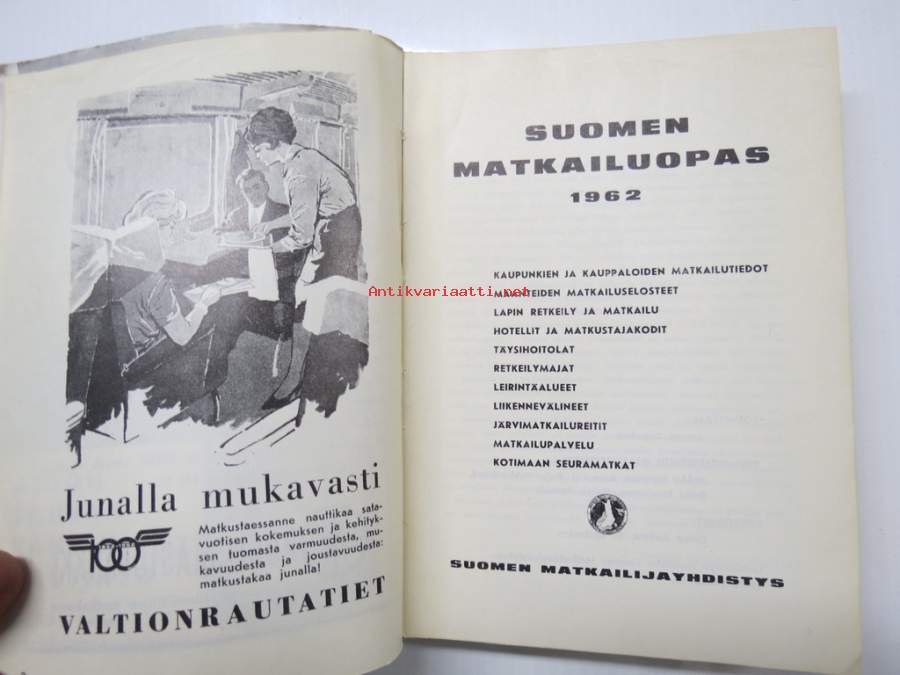 Junalla mukavasti
100
Matkustaessanne nauttikaa sata-
vuotisen kokemuksen ja kehityk-
sen tuomasta varmuudesta, mu-
kavuudesta ja joustavuudesta:
matkustakaa junalla!
VALTIONRAUTATIET
SUOMEN
MATKAILUOPAS
1962
KAUPUNKIEN JA KAUPPALOIDEN MATKAILUTIEDOT
Antikvariaatti.net
MAANTEIDEN MATKAILUSELOSTEET
LAPIN RETKEILY JA MATKAILU
HOTELLIT JA MATKUSTAJAKODIT
TÄYSIHOITOLAT
RETKEILYMAJAT
LEIRINTÄALUEET
LIIKENNEVÄLINEET
JÄRVIMATKAILUREITIT
MATKAILUPALVELU
KOTIMAAN SEURAMATKAT
SUOMEN MATKAILIJAYHDISTYS